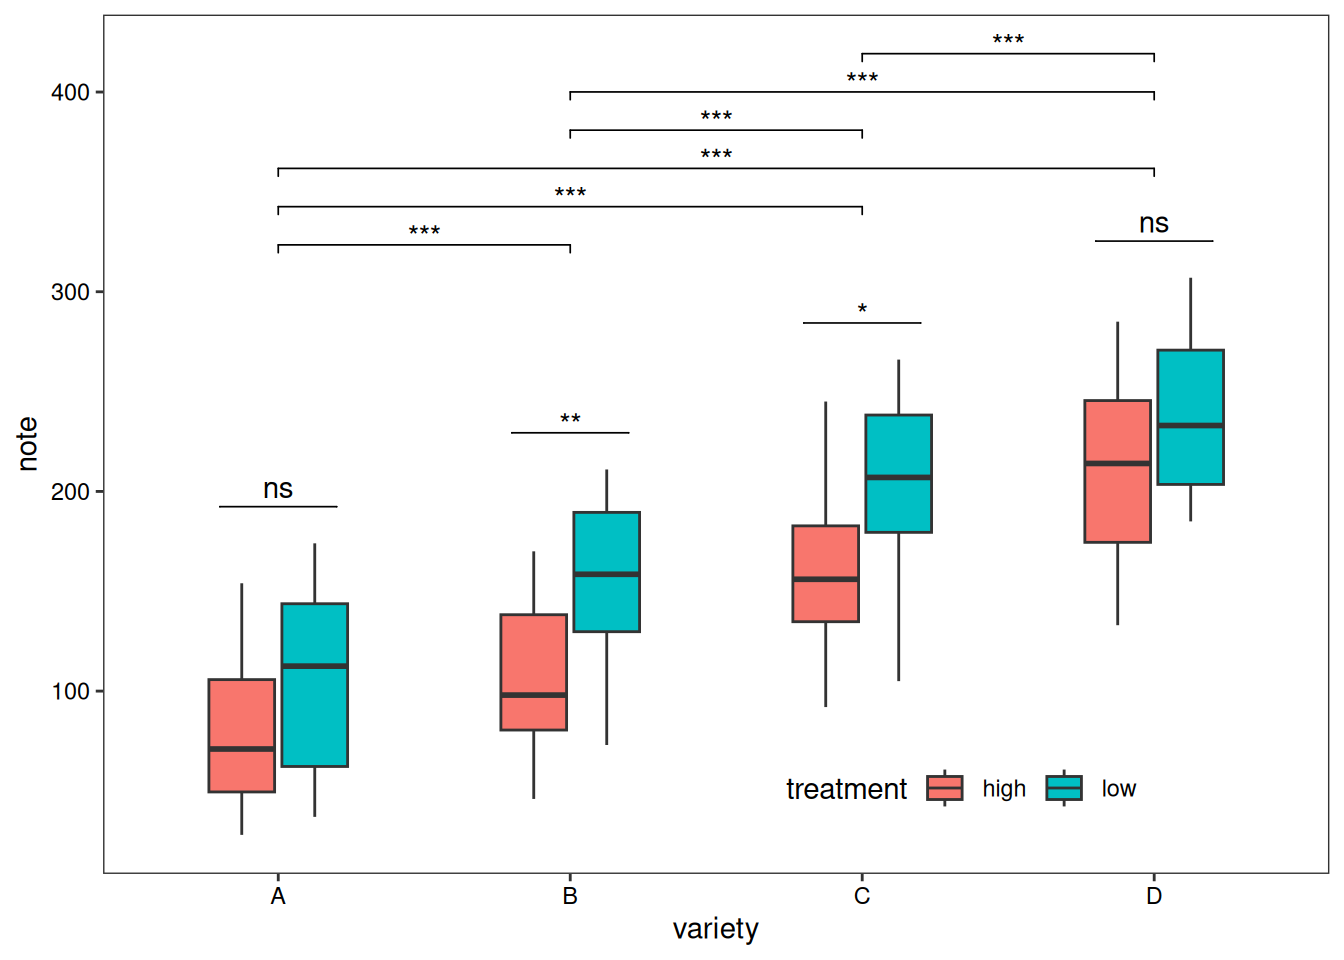 ***
***
400
***
***
***
***
300
ns
*
**
note
200
ns
100
treatment high low
A B C D
variety